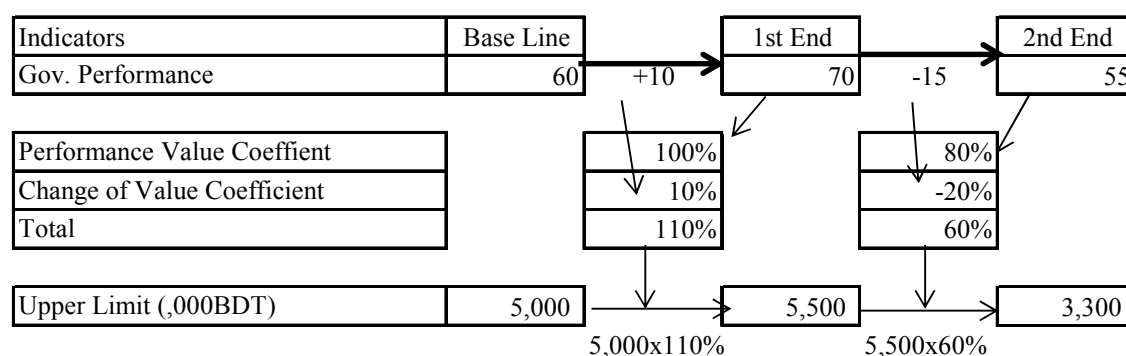 Indicators Base Line 1st End 2nd End
Gov. Performance 60 +10 70 -15 55
Performance Value Coeffient 100% 80%
Change of Value Coefficient 10% -20%
Total 110% 60%
Upper Limit (,000BDT) 5,000 5,500 3,300
5,000x110% 5,500x60%